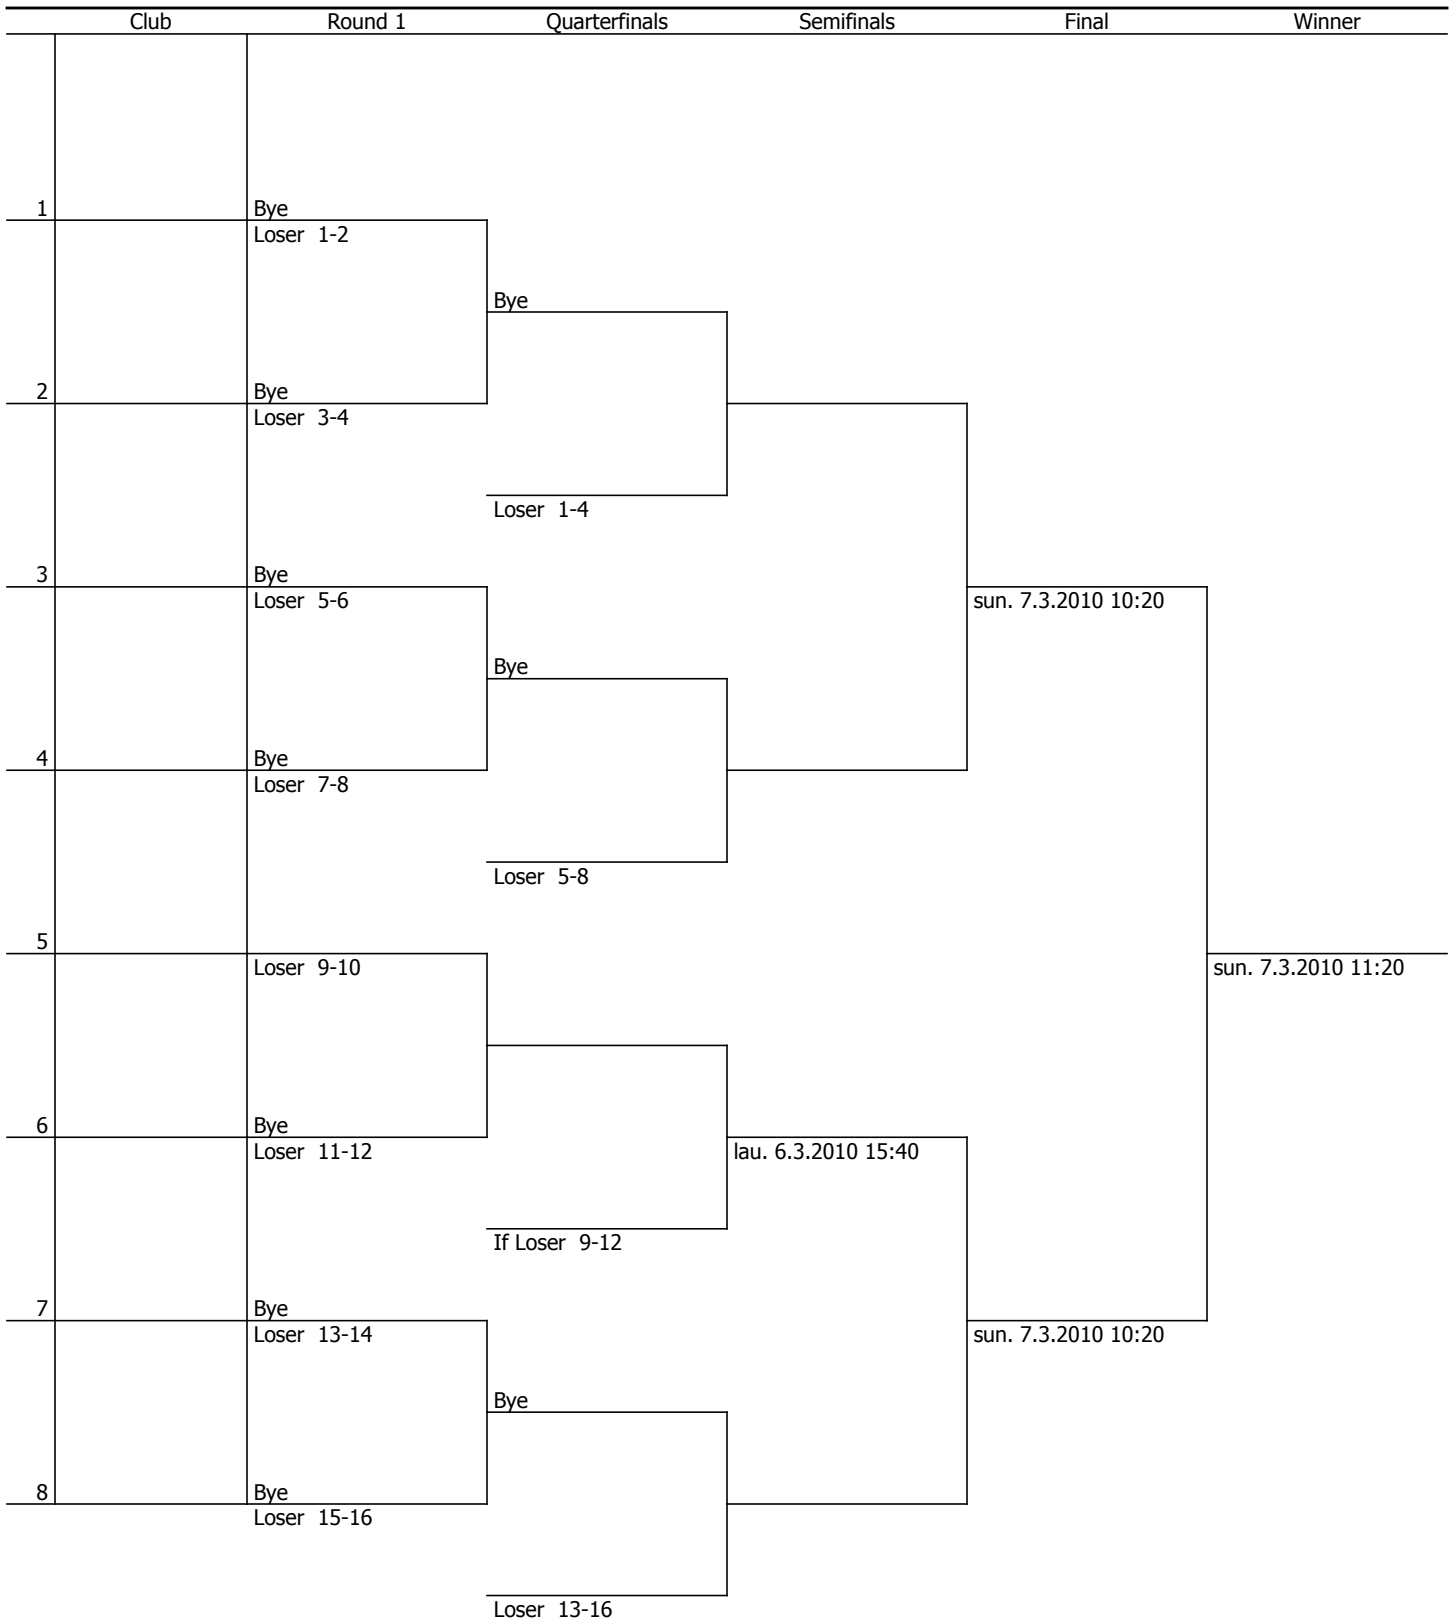 Club Round 1 Quarterfinals Semifinals Final Winner
1 Bye
Loser 1-2
Bye
2 Bye
Loser 3-4
Loser 1-4
3 Bye
Loser 5-6 sun. 7.3.2010 10:20
Bye
4 Bye
Loser 7-8
Loser 5-8
5
Loser 9-10 sun. 7.3.2010 11:20
6 Bye
Loser 11-12 lau. 6.3.2010 15:40
If Loser 9-12
7 Bye
Loser 13-14 sun. 7.3.2010 10:20
Bye
8 Bye
Loser 15-16
Loser 13-16